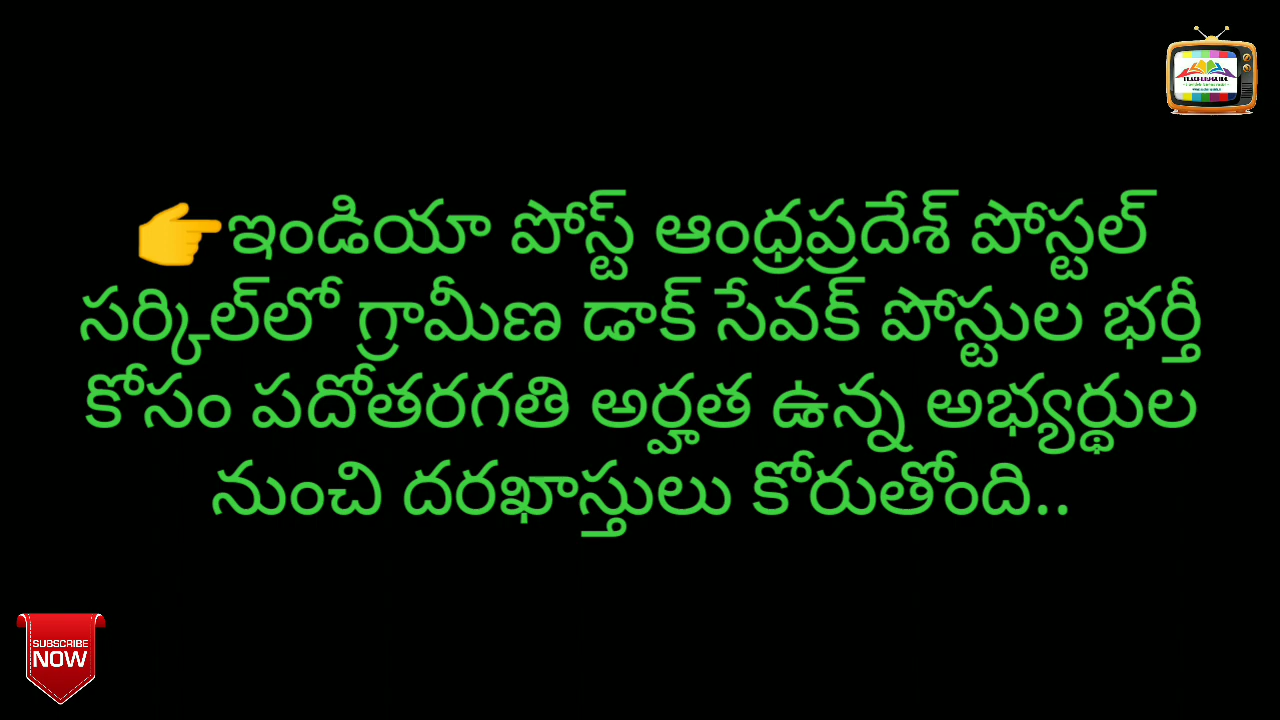 👉ఇండియా పోస్ట్ ఆంధ్రప్రదేశ్ పోస్టల్
సర్కిల్‌లో గ్రామీణ డాక్ సేవక్ పోస్టుల భర్తీ
కోసం పదోతరగతి అర్హత ఉన్న అభ్యర్థుల
నుంచి దరఖాస్తులు కోరుతోంది..
SUBSCRIBE
NOW